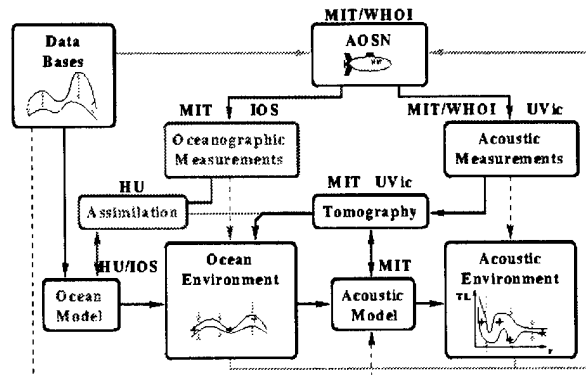 MIT/WHOI
Data
Bases
AOSN
MIT IOS
MIT/WHOI UVic
Oceanographic
Measurements
Acoustic
Measurements
HU
Assimilation
MIT UVic
Tomography
HU/IOS
Ocean
Environment
MIT
Acoustic
Environment
Ocean
Model
Acoustic
Model
TL
r